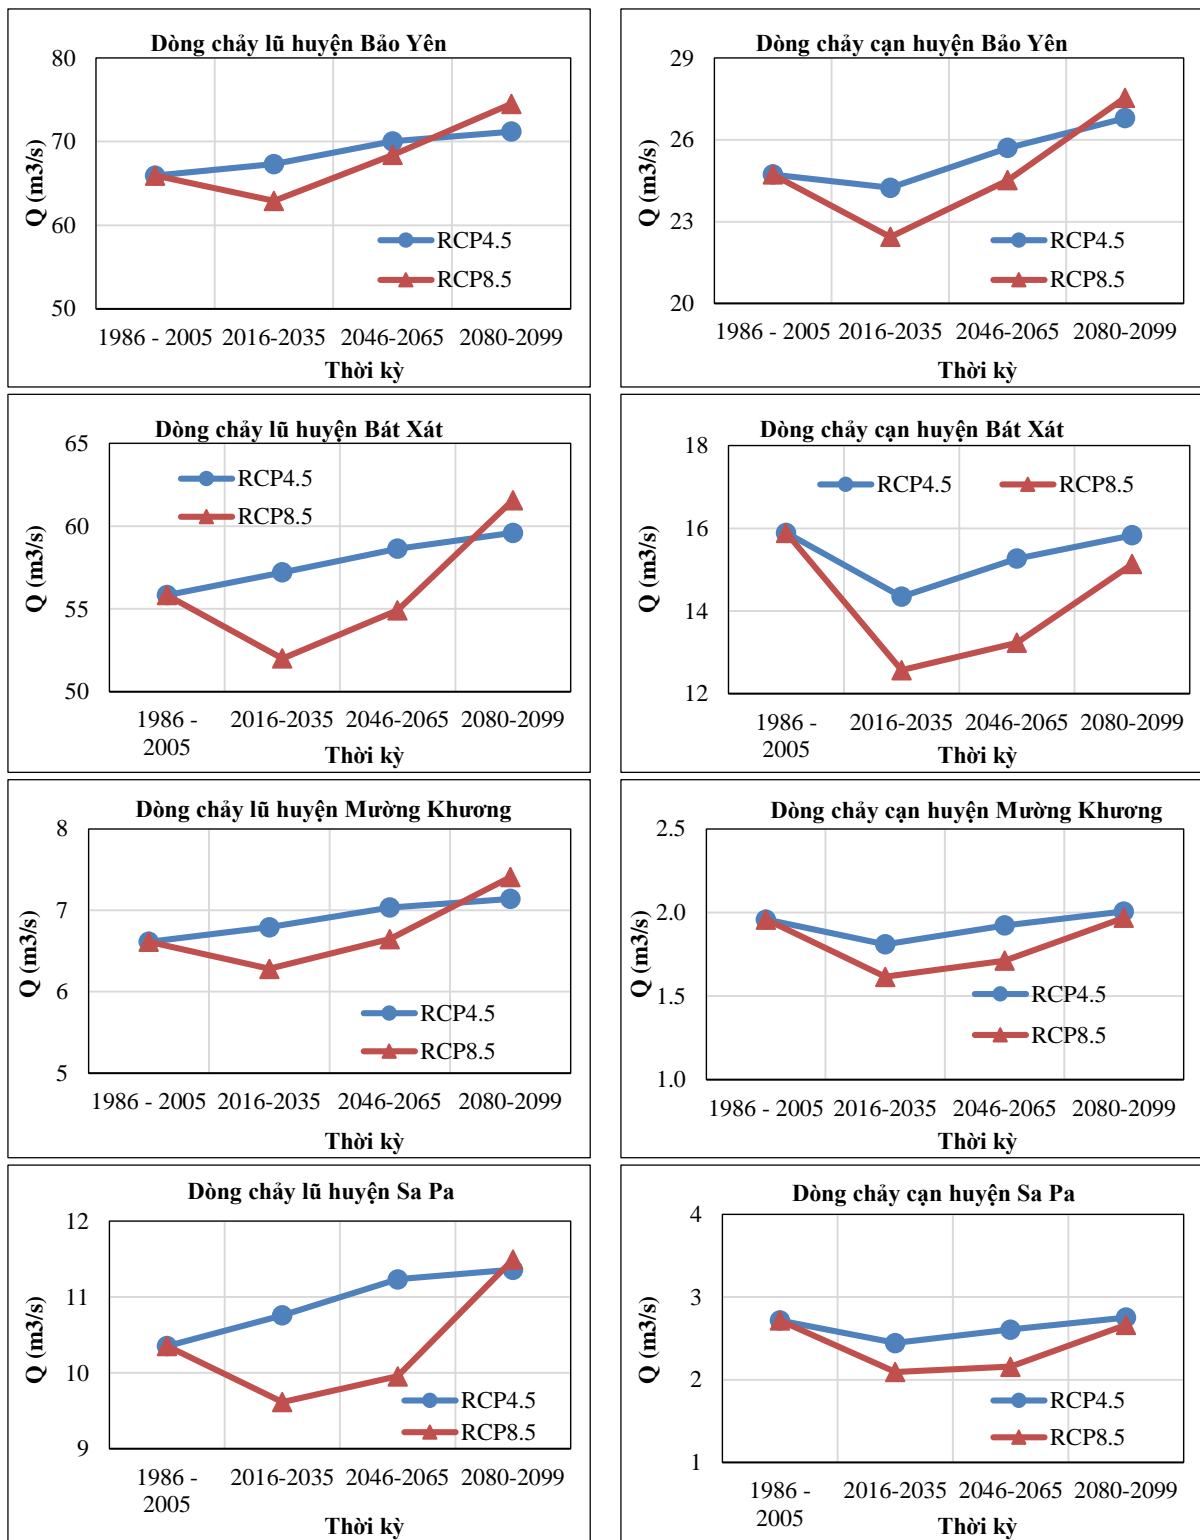 Dòng chảy lũ huyện Bảo Yên
Q (m3/s)
80
70
60
50
RCP4.5
RCP8.5
1986 - 2005 2016-2035 2046-2065 2080-2099
Thời kỳ
Dòng chảy cạn huyện Bảo Yên
Q (m3/s)
29
26
23
20
RCP4.5
RCP8.5
1986 - 2005 2016-2035 2046-2065 2080-2099
Thời kỳ
Dòng chảy lũ huyện Bát Xát
Q (m3/s)
65
60
55
50
RCP4.5
RCP8.5
1986 - 2016-2035 2046-2065 2080-2099
2005
Thời kỳ
Dòng chảy cạn huyện Bát Xát
Q (m3/s)
18
16
14
12
RCP4.5 RCP8.5
1986 - 2016-2035 2046-2065 2080-2099
2005
Thời kỳ
Dòng chảy lũ huyện Mường Khương
Q (m3/s)
8
7
6
5
RCP4.5
RCP8.5
1986 - 2005 2016-2035 2046-2065 2080-2099
Thời kỳ
Dòng chảy cạn huyện Mường Khương
Q (m3/s)
2.5
2.0
1.5
1.0
RCP4.5
RCP8.5
1986 - 2005 2016-2035 2046-2065 2080-2099
Thời kỳ
Dòng chảy lũ huyện Sa Pa
Q (m3/s)
12
11
10
9
RCP4.5
RCP8.5
1986 - 2016-2035 2046-2065 2080-2099
2005
Thời kỳ
Dòng chảy cạn huyện Sa Pa
Q (m3/s)
4
3
2
1
RCP4.5
RCP8.5
1986 - 2016-2035 2046-2065 2080-2099
2005
Thời kỳ